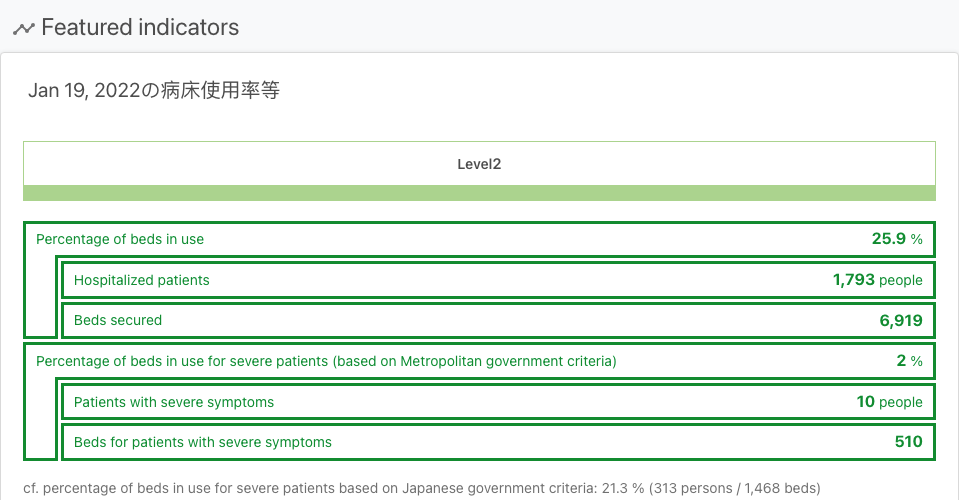 Featured indicators
Jan 19, 2022の病床使用率等
Level2
Percentage of beds in use 25.9 %
Hospitalized patients 1,793 people
Beds secured 6,919
Percentage of beds in use for severe patients (based on Metropolitan government criteria) 2 %
Patients with severe symptoms 10 people
Beds for patients with severe symptoms 510
cf. percentage of beds in use for severe patients based on Japanese government criteria: 21.3 % (313 persons / 1,468 beds)